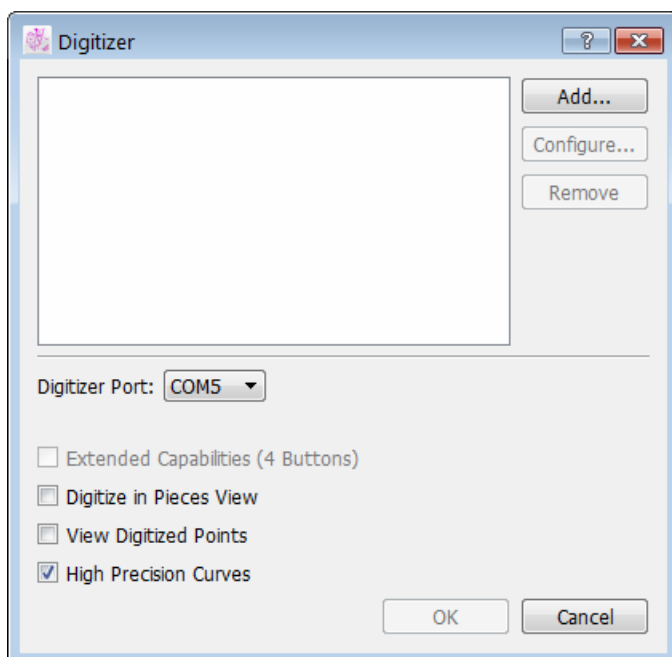 Digitizer
Add...
Configure...
Remove
Digitizer Port: COM5
Extended Capabilities (4 Buttons)
Digitize in Pieces View
View Digitized Points
High Precision Curves
OK Cancel